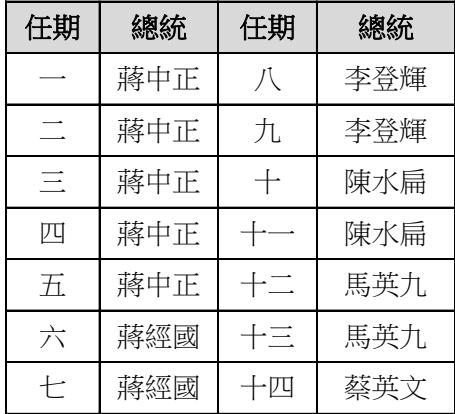 任期 總統 任期 總統
一 蔣中正 八 李登輝
二 蔣中正 九 李登輝
三 蔣中正 十 陳水扁
四 蔣中正 十一 陳水扁
五 蔣中正 十二 馬英九
六 蔣經國 十三 馬英九
七 蔣經國 十四 蔡英文